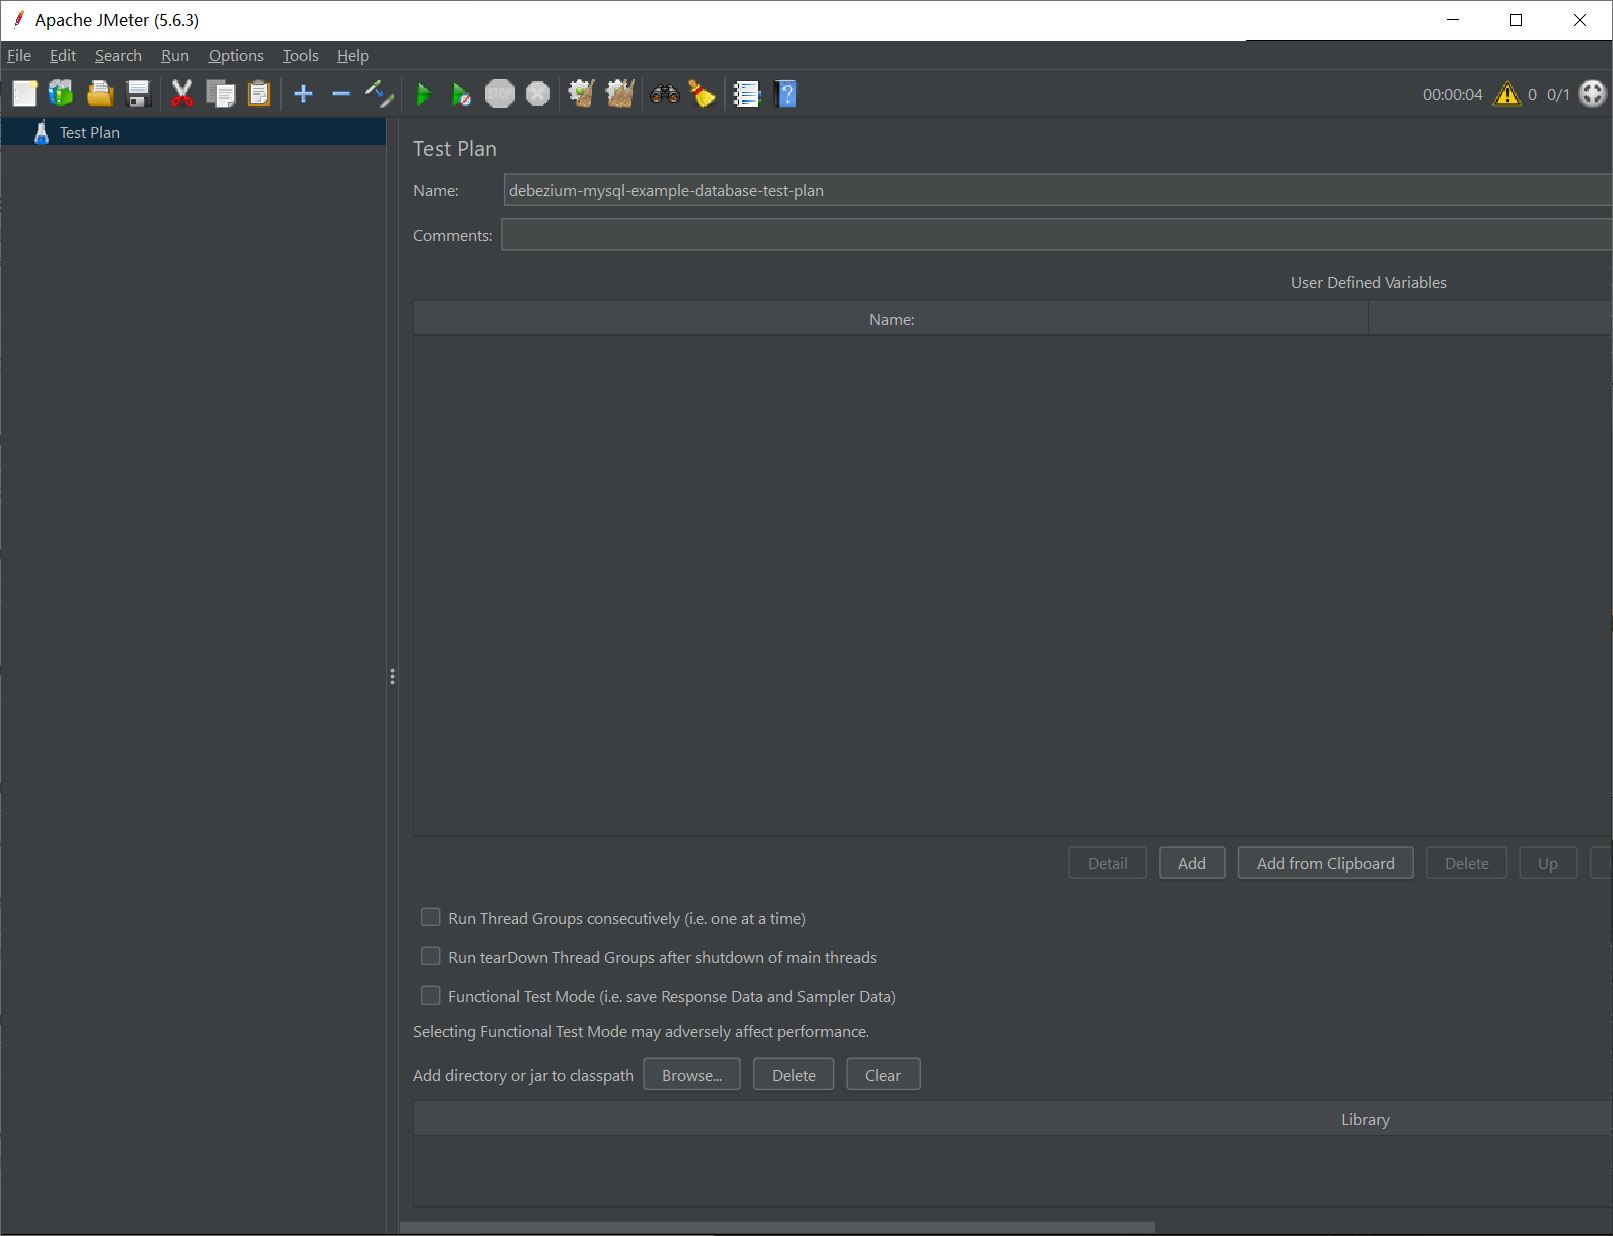 Apache JMeter (5.6.3)
File Edit Search Run Options Tools Help
STOP ? 00:00:04 0 0/1
Test Plan
Test Plan
Name: debezium-mysql-example-database-test-plan
Comments:
User Defined Variables
Name:
Detail Add Add from Clipboard Delete Up
Run Thread Groups consecutively (i.e. one at a time)
Run tearDown Thread Groups after shutdown of main threads
Functional Test Mode (i.e. save Response Data and Sampler Data)
Selecting Functional Test Mode may adversely affect performance.
Add directory or jar to classpath Browse... Delete Clear
Library